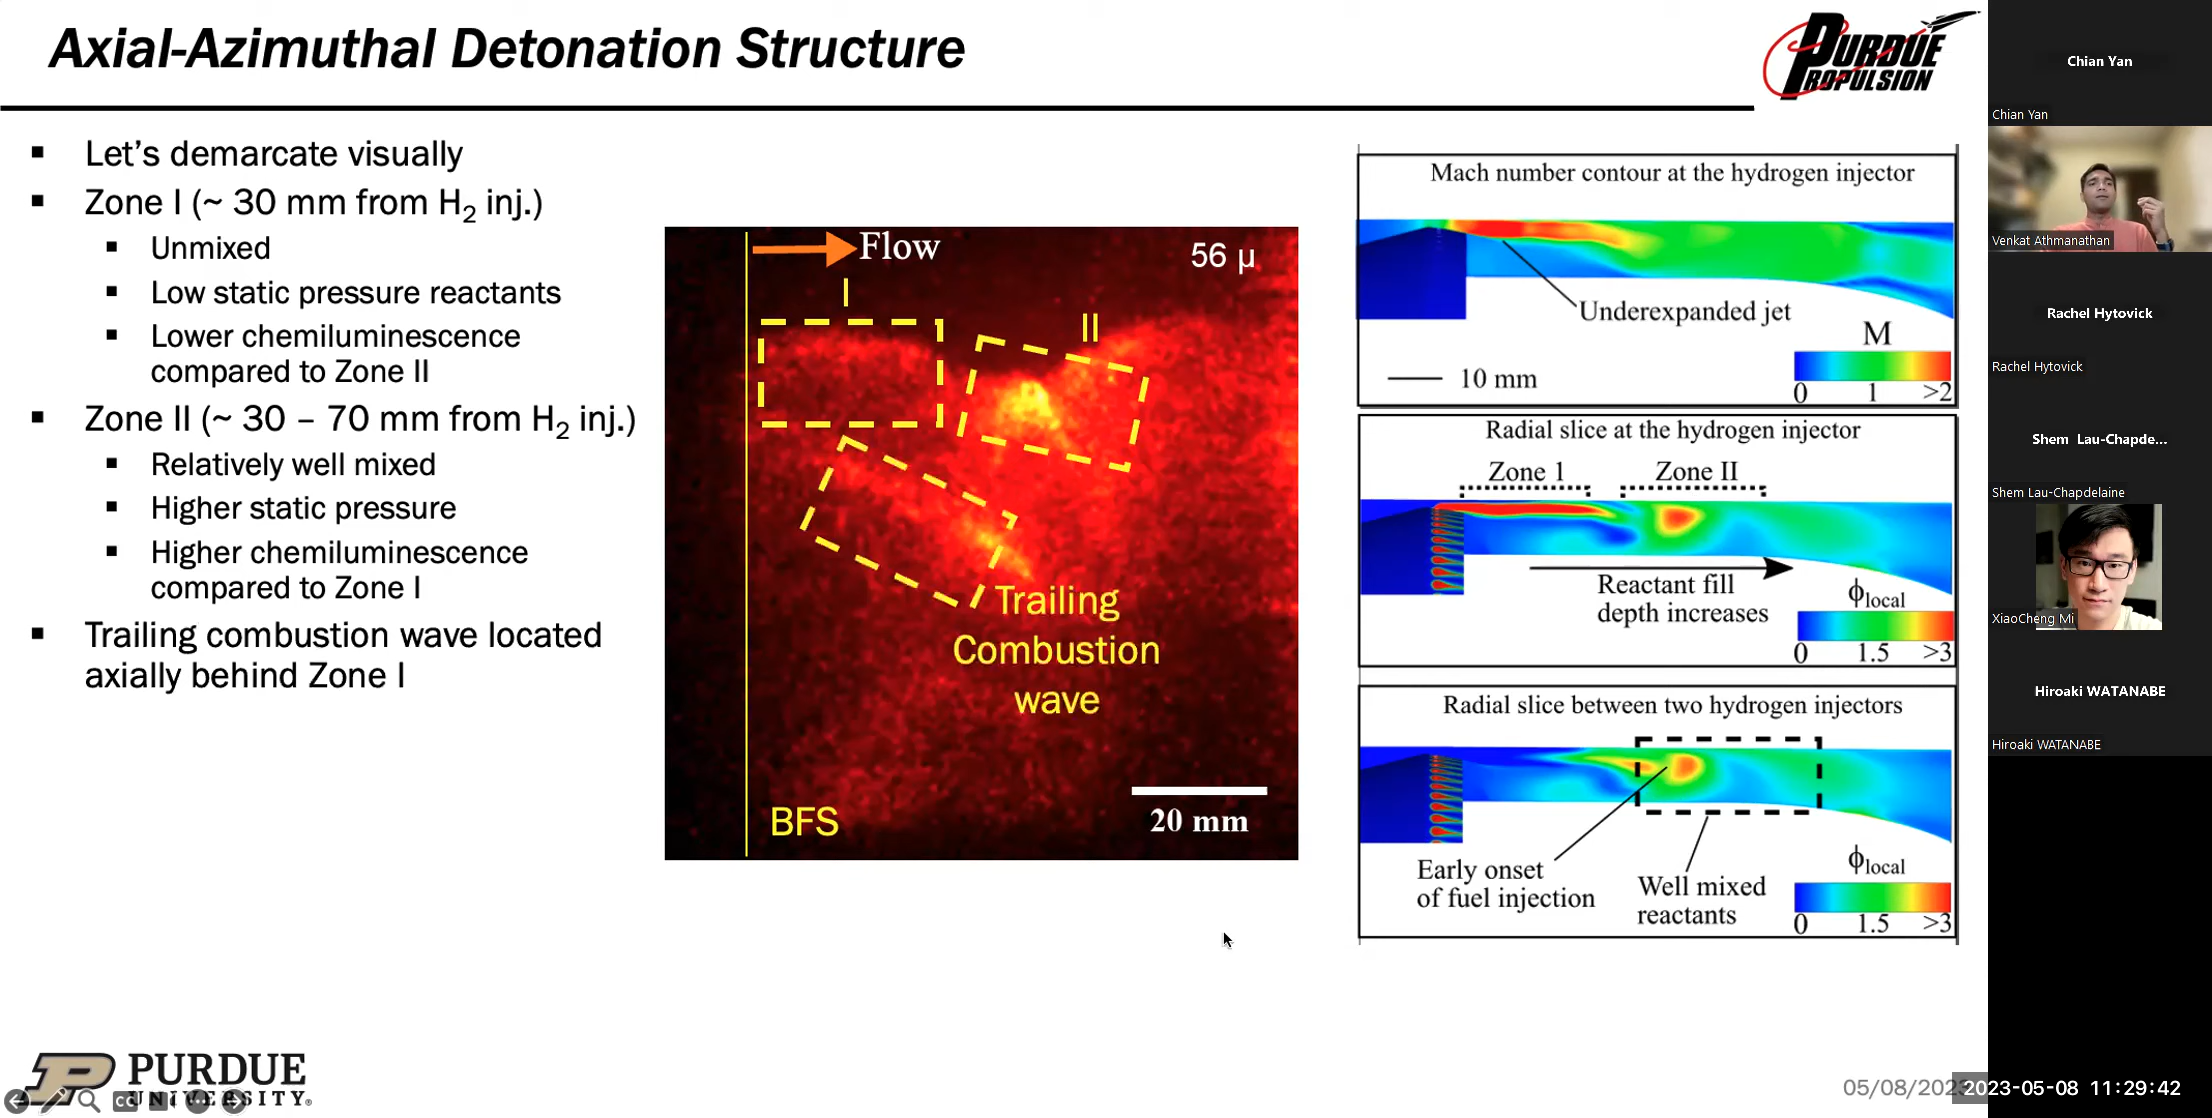 Axial-Azimuthal Detonation Structure
PURDUE
PROPULSION
Let's demarcate visually
Zone I (~ 30 mm from H2 inj.)
Unmixed
Low static pressure reactants
Lower chemiluminescence
compared to Zone II
Zone II (~ 30 – 70 mm from H2 inj.)
Relatively well mixed
Higher static pressure
Higher chemiluminescence
compared to Zone I
Trailing combustion wave located
axially behind Zone I
Flow
56 µ
I
II
Trailing
Combustion
wave
BFS
20 mm
Mach number contour at the hydrogen injector
Underexpanded jet
M
10 mm
0 1 >2
Radial slice at the hydrogen injector
Zone 1 Zone II
Reactant fill
depth increases
ϕlocal
0 1.5 >3
Radial slice between two hydrogen injectors
Early onset
of fuel injection
Well mixed
reactants
ϕlocal
0 1.5 >3
PURDUE
UNIVERSITY®
05/08/2023
2023-05-08 11:29:42
Chian Yan
Chian Yan
Venkat Athmanathan
Rachel Hytovick
Rachel Hytovick
Shem Lau-Chapde...
Shem Lau-Chapdelaine
XiaoCheng Mi
Hiroaki WATANABE
Hiroaki WATANABE